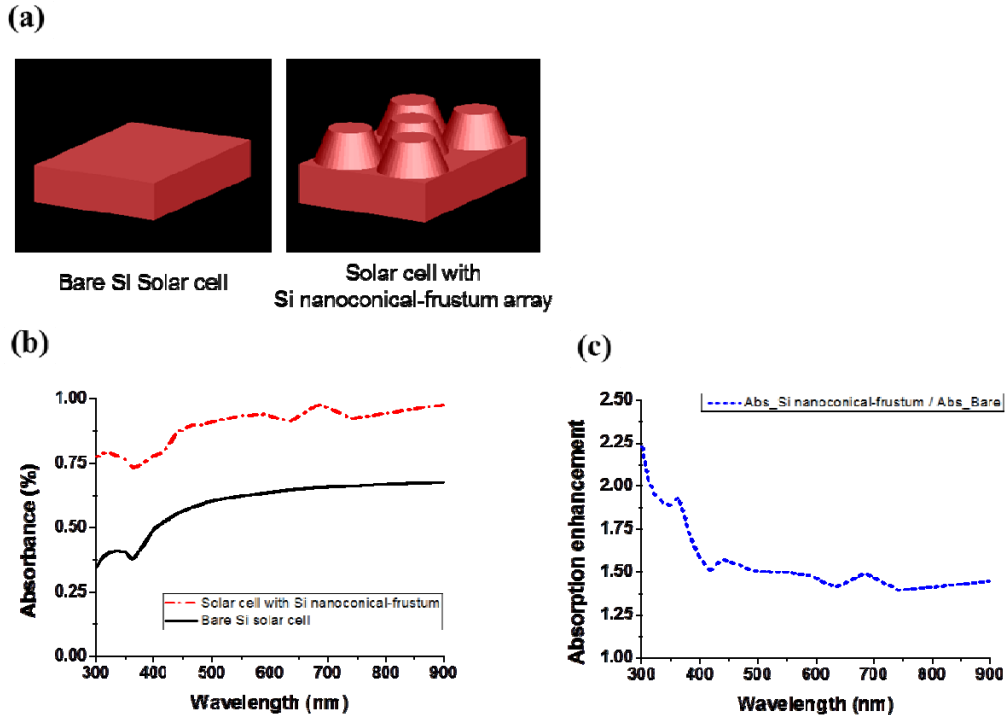 (a)
Bare Si Solar cell
Solar cell with
Si nanoconical-frustum array
(b)
Absorbance (%)
1.00
0.75
0.50
0.25
0.00
Solar cell with Si nanoconical-frustum
Bare Si solar cell
300 400 500 600 700 800 900
Wavelength (nm)
(c)
Absorption enhancement
2.50
2.25
2.00
1.75
1.50
1.25
1.00
Abs_Si nanoconical-frustum / Abs_Bare
300 400 500 600 700 800 900
Wavelength (nm)